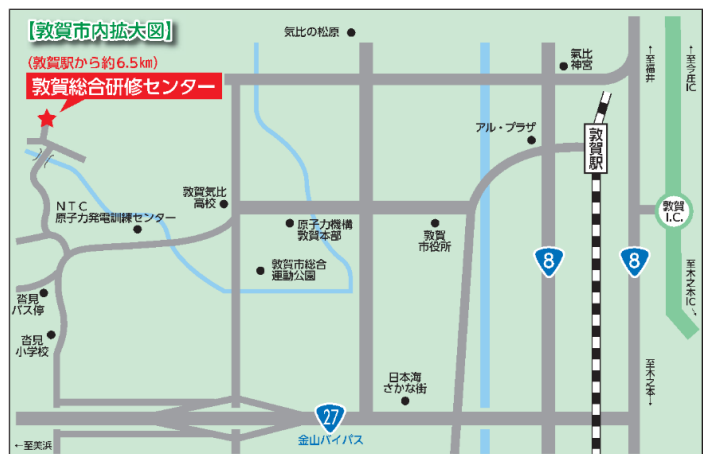 【敦賀市内拡大図】
(敦賀駅から約6.5㎞)
敦賀総合研修センター
気比の松原
氣比
神宮
←至福井
←至今庄IC
アル・プラザ
敦賀駅
敦賀気比
高校
NTC
原子力発電訓練センター
原子力機構
敦賀本部
敦賀
市役所
敦賀
I.C.
敦賀市総合
運動公園
8
8
至木之本IC→
沓見
バス停
沓見
小学校
日本海
さかな街
至木之本→
27
金山バイパス
←至美浜